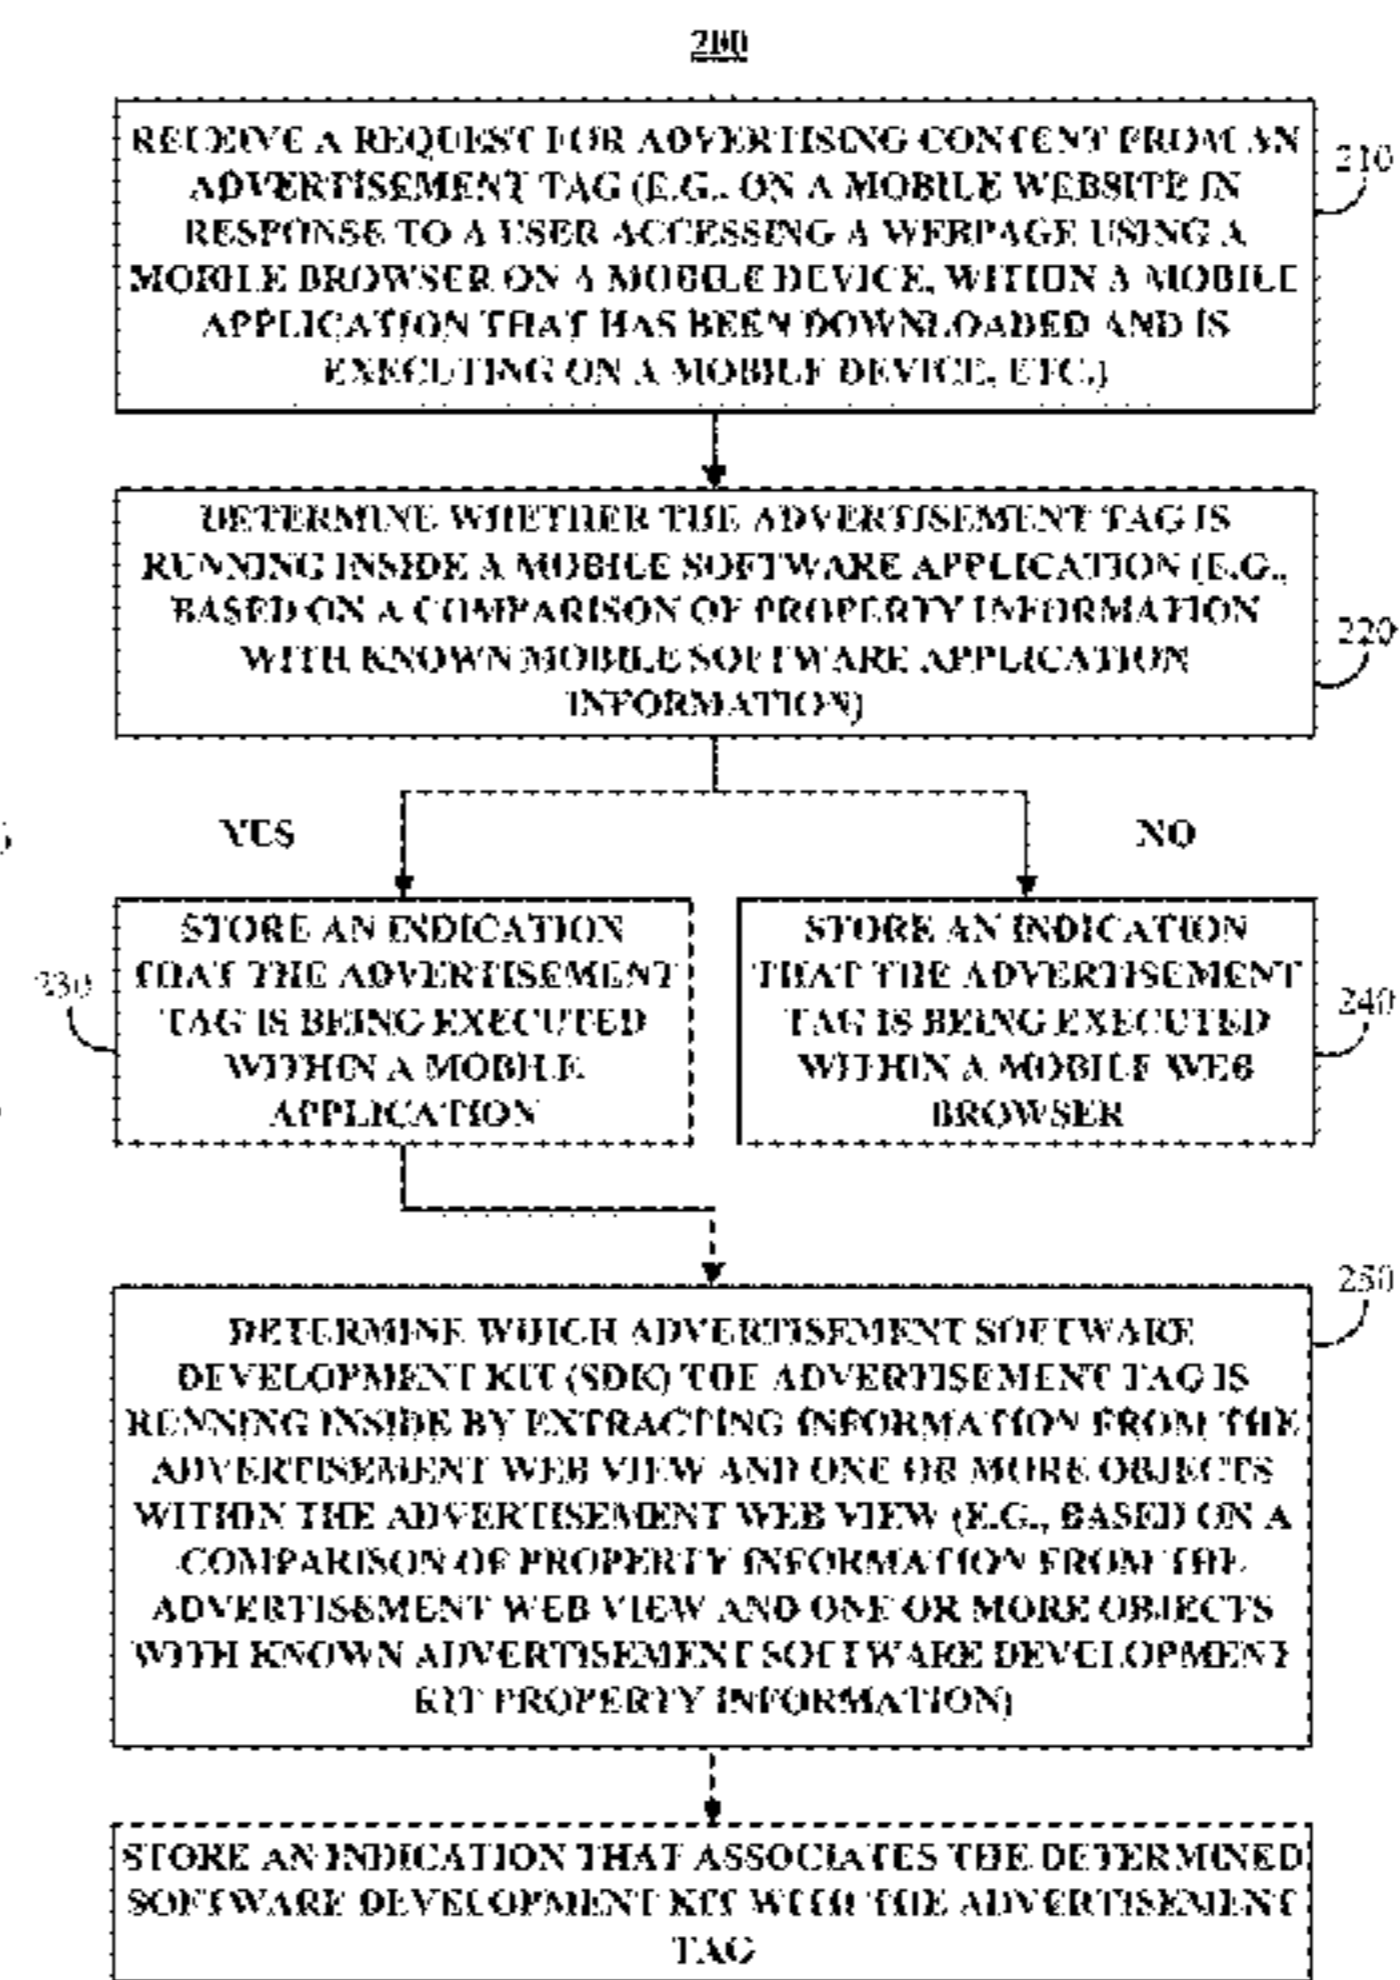 200
RECEIVE A REQUEST FOR ADVERTISING CONTENT FROM AN
ADVERTISEMENT TAG (E.G., ON A MOBILE WEBSITE IN
RESPONSE TO A USER ACCESSING A WEBPAGE USING A
MOBILE BROWSER ON A MOBILE DEVICE, WITHIN A MOBILE
APPLICATION THAT HAS BEEN DOWNLOADED AND IS
EXECUTING ON A MOBILE DEVICE, ETC.)
210
DETERMINE WHETHER THE ADVERTISEMENT TAG IS
RUNNING INSIDE A MOBILE SOFTWARE APPLICATION (E.G.,
BASED ON A COMPARISON OF PROPERTY INFORMATION
WITH KNOWN MOBILE SOFTWARE APPLICATION
INFORMATION)
220
YES
NO
STORE AN INDICATION
THAT THE ADVERTISEMENT
TAG IS BEING EXECUTED
WITHIN A MOBILE
APPLICATION
230
STORE AN INDICATION
THAT THE ADVERTISEMENT
TAG IS BEING EXECUTED
WITHIN A MOBILE WEB
BROWSER
240
250
DETERMINE WHICH ADVERTISEMENT SOFTWARE
DEVELOPMENT KIT (SDK) THE ADVERTISEMENT TAG IS
RUNNING INSIDE BY EXTRACTING INFORMATION FROM THE
ADVERTISEMENT WEB VIEW AND ONE OR MORE OBJECTS
WITHIN THE ADVERTISEMENT WEB VIEW (E.G., BASED ON A
COMPARISON OF PROPERTY INFORMATION FROM THE
ADVERTISEMENT WEB VIEW AND ONE OR MORE OBJECTS
WITH KNOWN ADVERTISEMENT SOFTWARE DEVELOPMENT
KIT PROPERTY INFORMATION)
STORE AN INDICATION THAT ASSOCIATES THE DETERMINED
SOFTWARE DEVELOPMENT KIT WITH THE ADVERTISEMENT
TAG